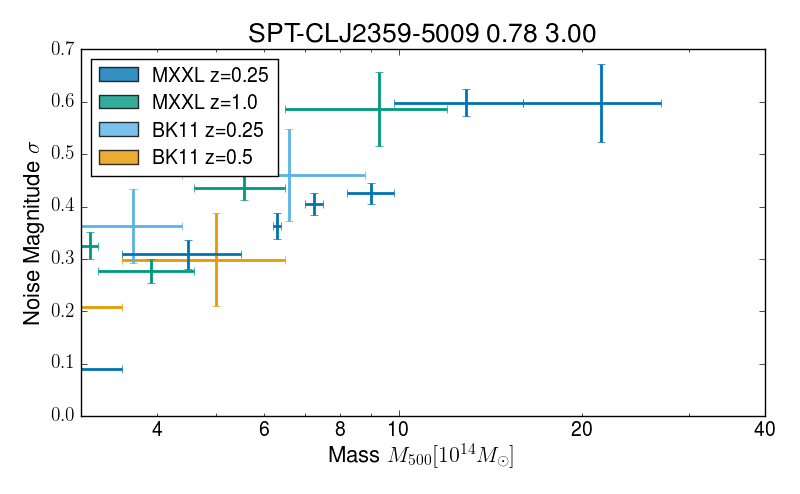 SPT-CLJ2359-5009 0.78 3.00
MXXL z=0.25
MXXL z=1.0
BK11 z=0.25
BK11 z=0.5
Noise Magnitude σ
0.7
0.6
0.5
0.4
0.3
0.2
0.1
0.0
4 6 8 10 20 40
Mass M₅₀₀[10¹⁴M☉]